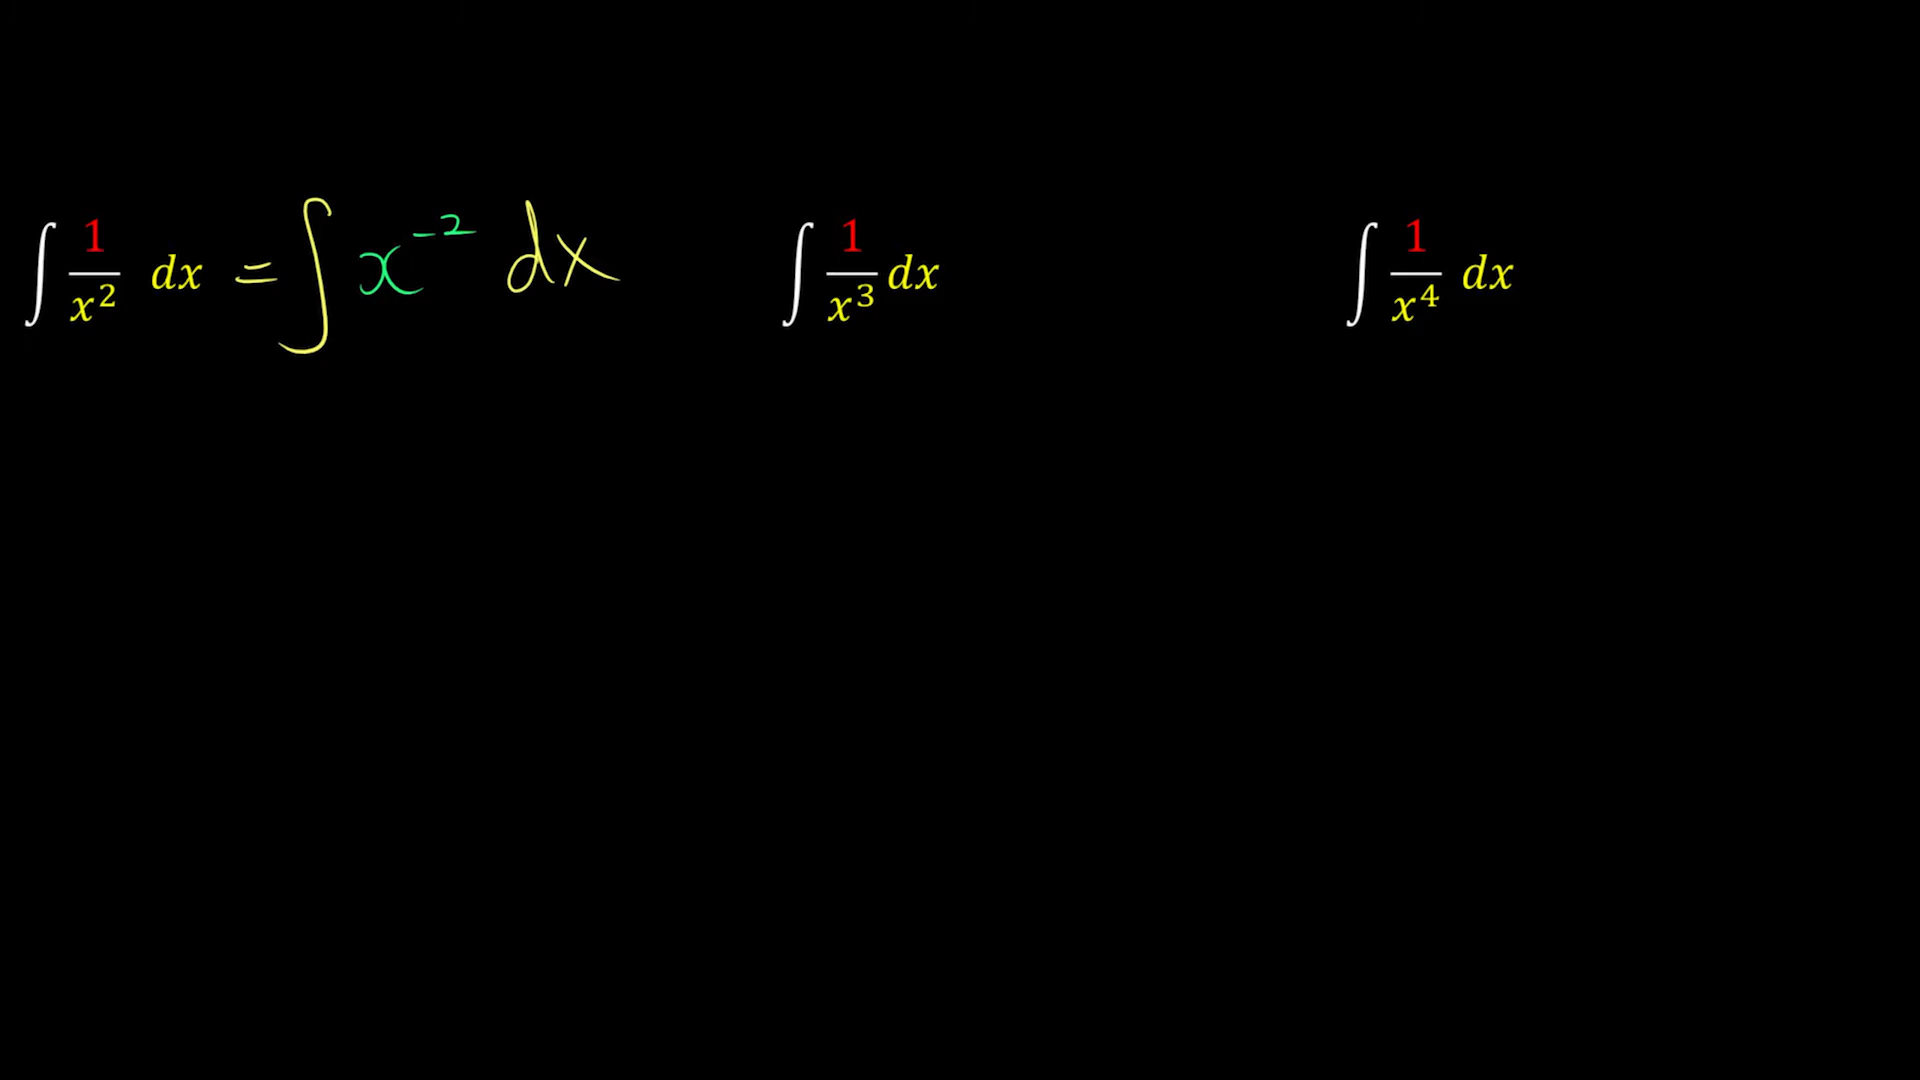 ∫ 1/x² dx = ∫ x⁻² dx
∫ 1/x³ dx
∫ 1/x⁴ dx